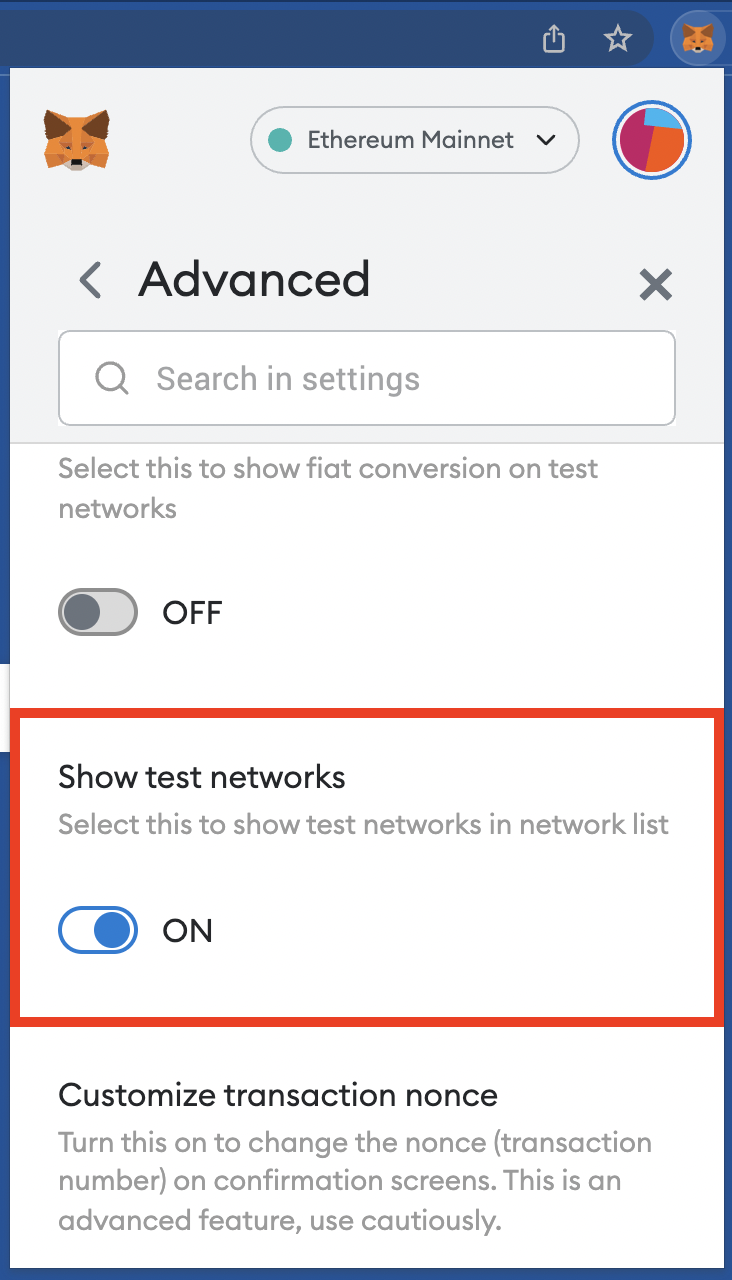 Ethereum Mainnet
Advanced
Search in settings
Select this to show fiat conversion on test
networks
OFF
Show test networks
Select this to show test networks in network list
ON
Customize transaction nonce
Turn this on to change the nonce (transaction
number) on confirmation screens. This is an
advanced feature, use cautiously.